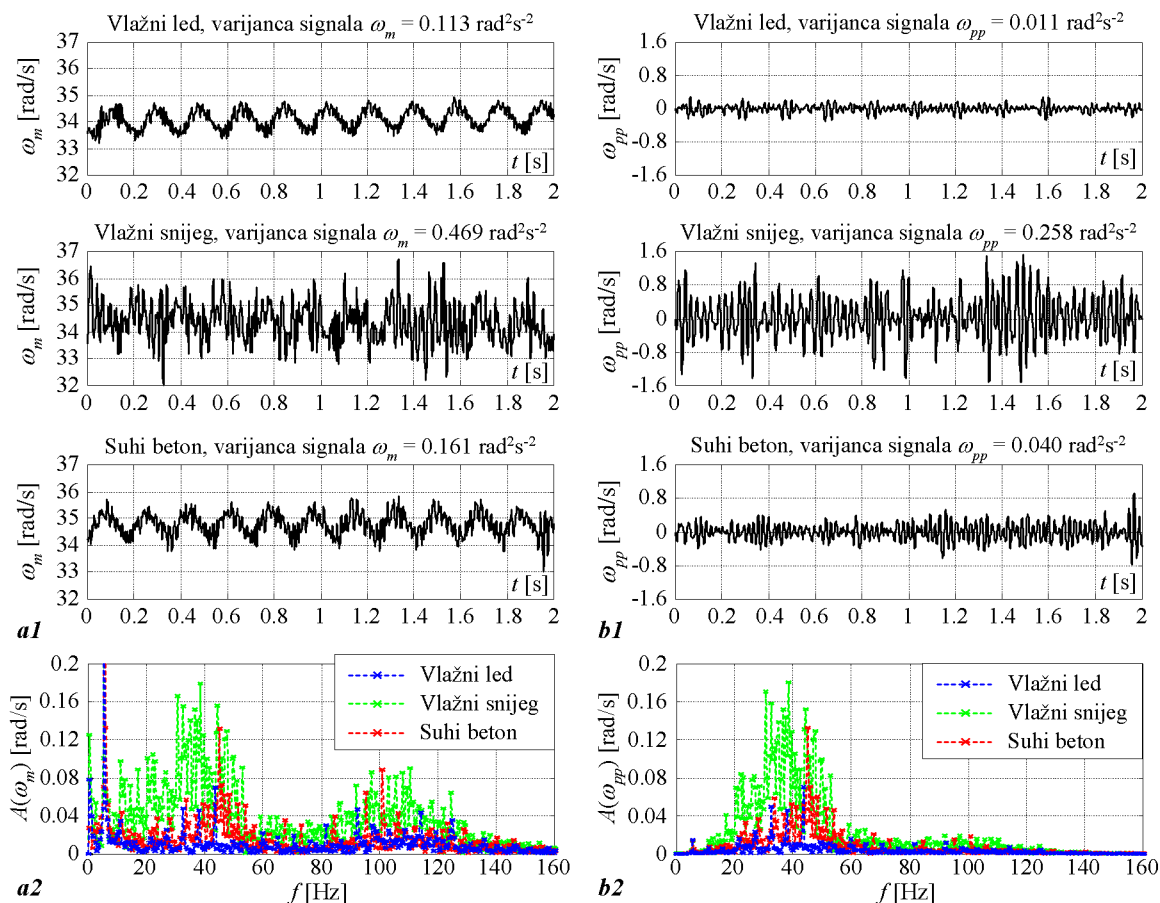 Vlažni led, varijanca signala ωm = 0.113 rad²s⁻²
37
36
35
34
33
32
ωm [rad/s]
t [s]
0 0.2 0.4 0.6 0.8 1 1.2 1.4 1.6 1.8 2
Vlažni led, varijanca signala ωpp = 0.011 rad²s⁻²
1.6
0.8
0
-0.8
-1.6
ωpp [rad/s]
t [s]
0 0.2 0.4 0.6 0.8 1 1.2 1.4 1.6 1.8 2
Vlažni snijeg, varijanca signala ωm = 0.469 rad²s⁻²
37
36
35
34
33
32
ωm [rad/s]
t [s]
0 0.2 0.4 0.6 0.8 1 1.2 1.4 1.6 1.8 2
Vlažni snijeg, varijanca signala ωpp = 0.258 rad²s⁻²
1.6
0.8
0
-0.8
-1.6
ωpp [rad/s]
t [s]
0 0.2 0.4 0.6 0.8 1 1.2 1.4 1.6 1.8 2
Suhi beton, varijanca signala ωm = 0.161 rad²s⁻²
37
36
35
34
33
32
ωm [rad/s]
t [s]
0 0.2 0.4 0.6 0.8 1 1.2 1.4 1.6 1.8 2
a1
Suhi beton, varijanca signala ωpp = 0.040 rad²s⁻²
1.6
0.8
0
-0.8
-1.6
ωpp [rad/s]
t [s]
0 0.2 0.4 0.6 0.8 1 1.2 1.4 1.6 1.8 2
b1
0.2
0.16
0.12
0.08
0.04
0
A(ωm) [rad/s]
Vlažni led
Vlažni snijeg
Suhi beton
0 20 40 60 80 100 120 140 160
f [Hz]
a2
0.2
0.16
0.12
0.08
0.04
0
A(ωpp) [rad/s]
Vlažni led
Vlažni snijeg
Suhi beton
0 20 40 60 80 100 120 140 160
f [Hz]
b2